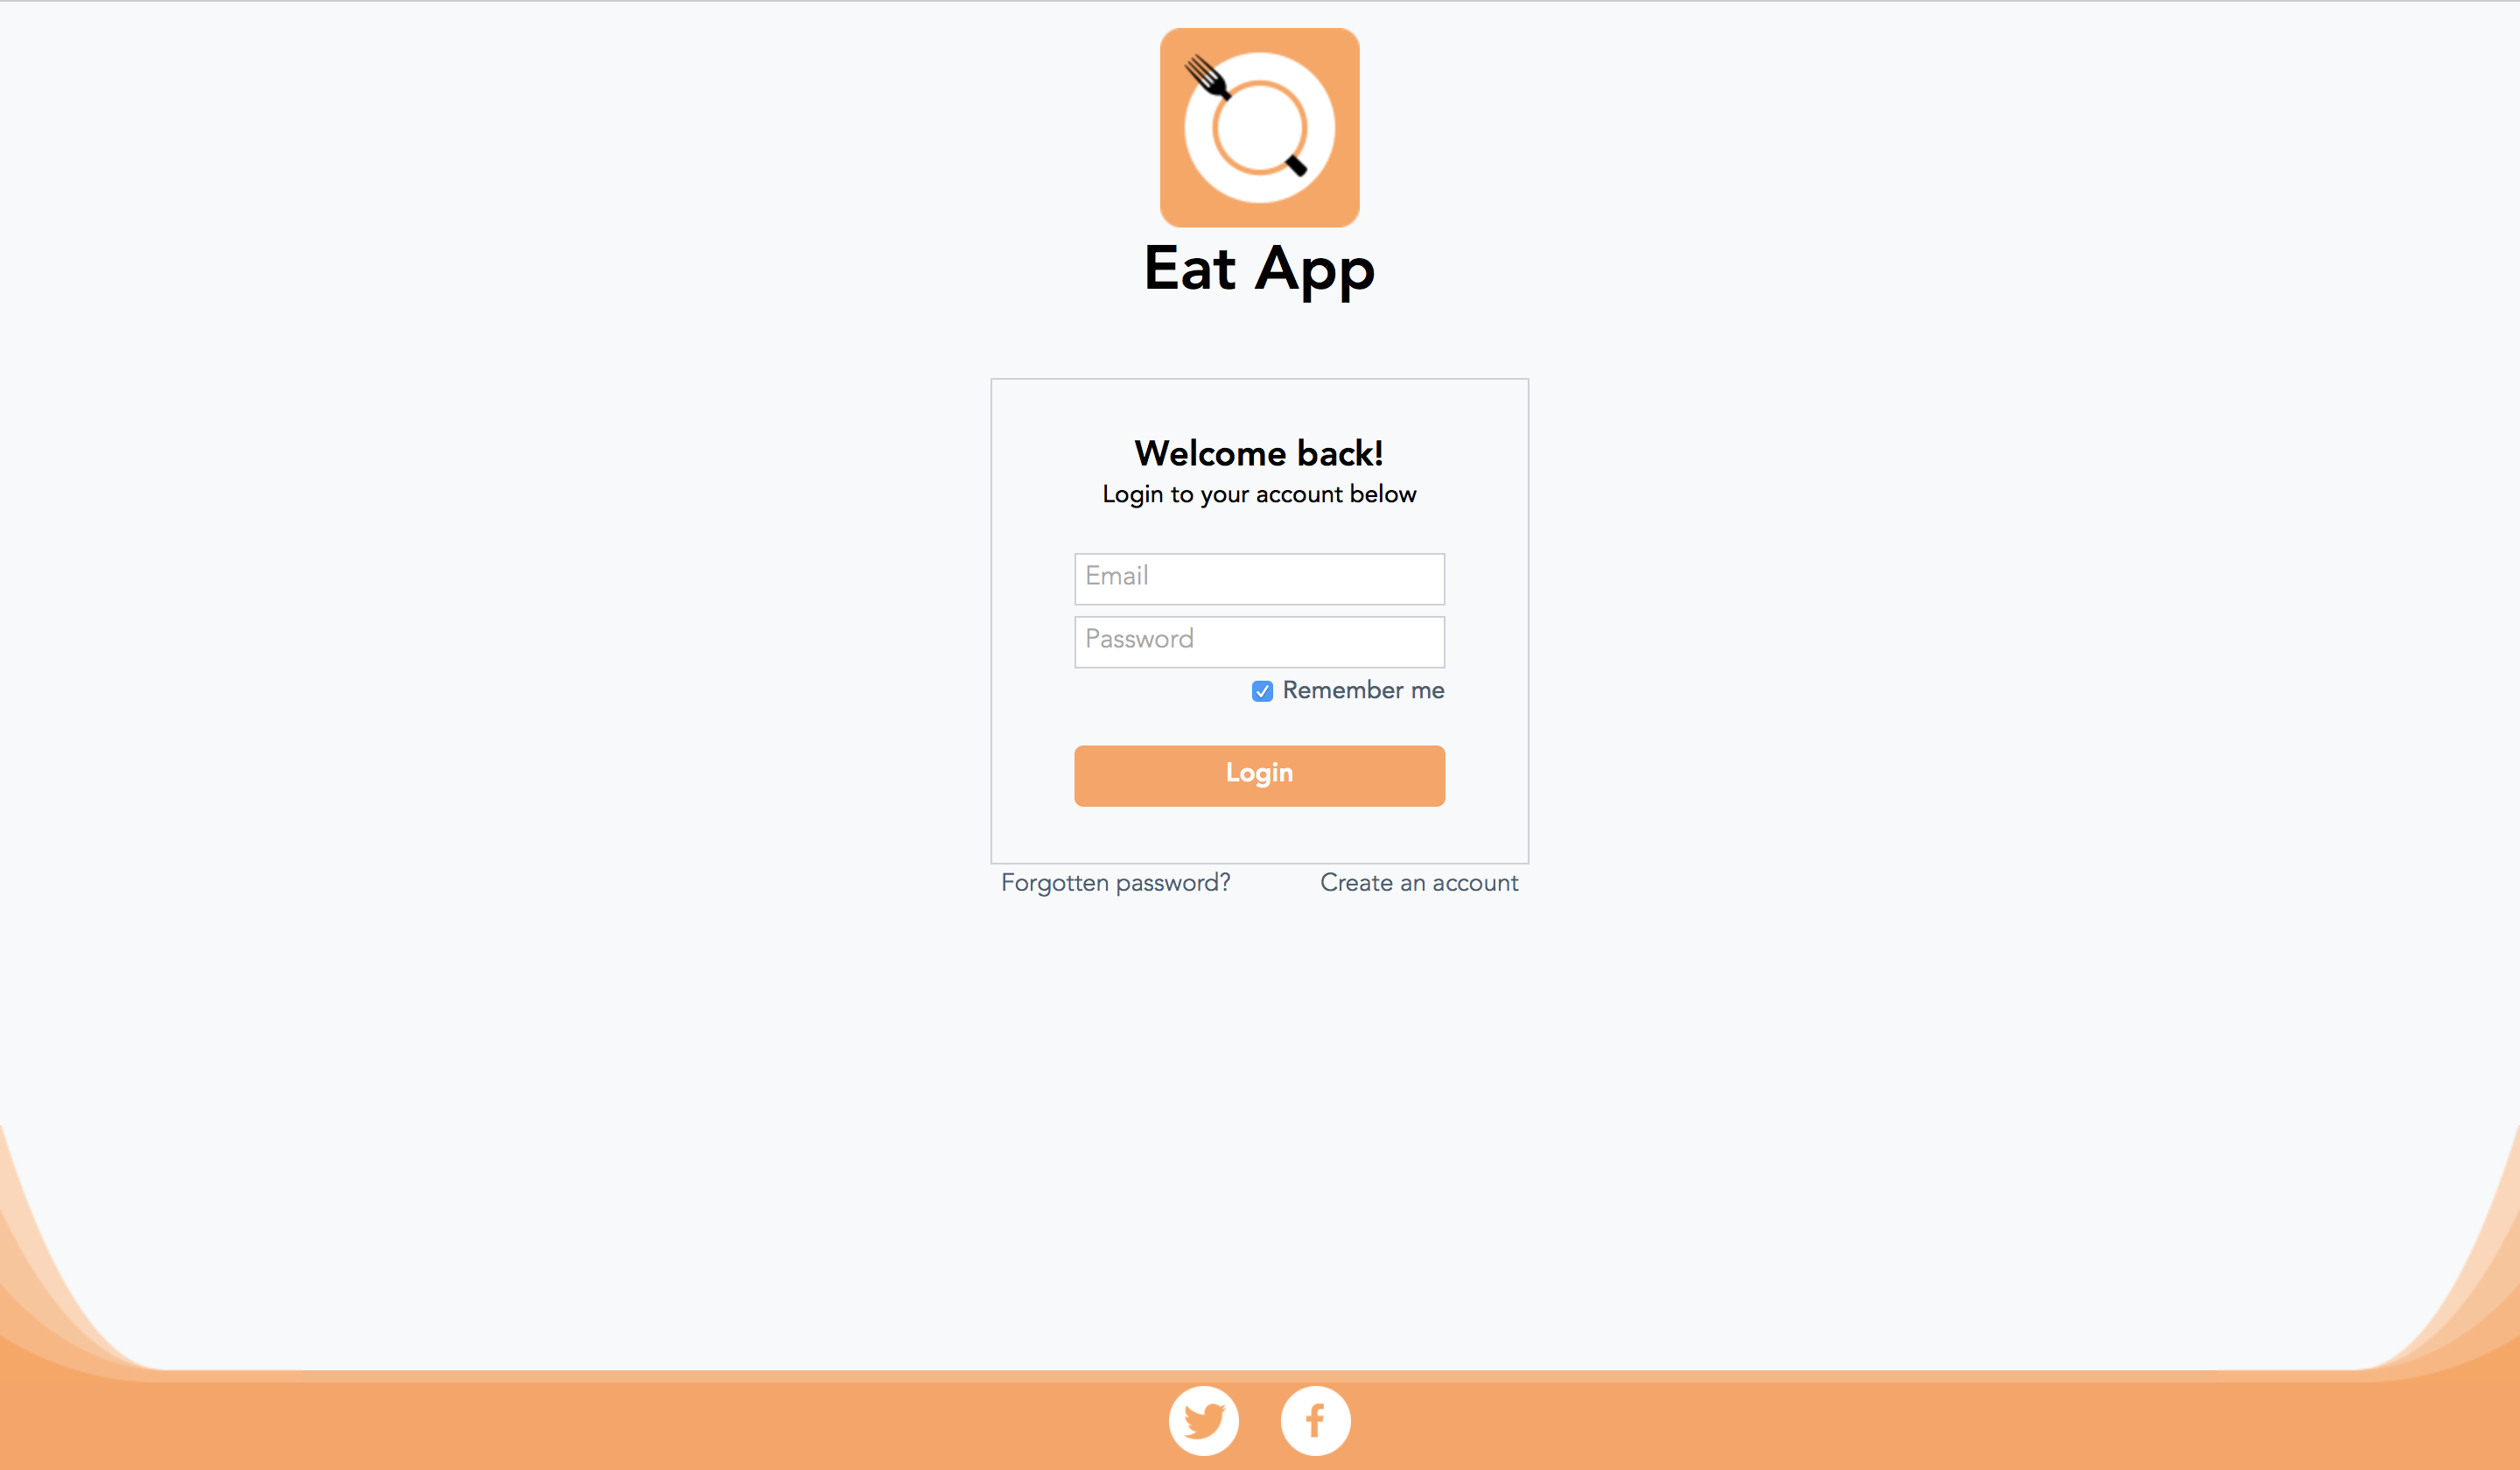 Eat App
Welcome back!
Login to your account below
Email
Password
Remember me
Login
Forgotten password? Create an account